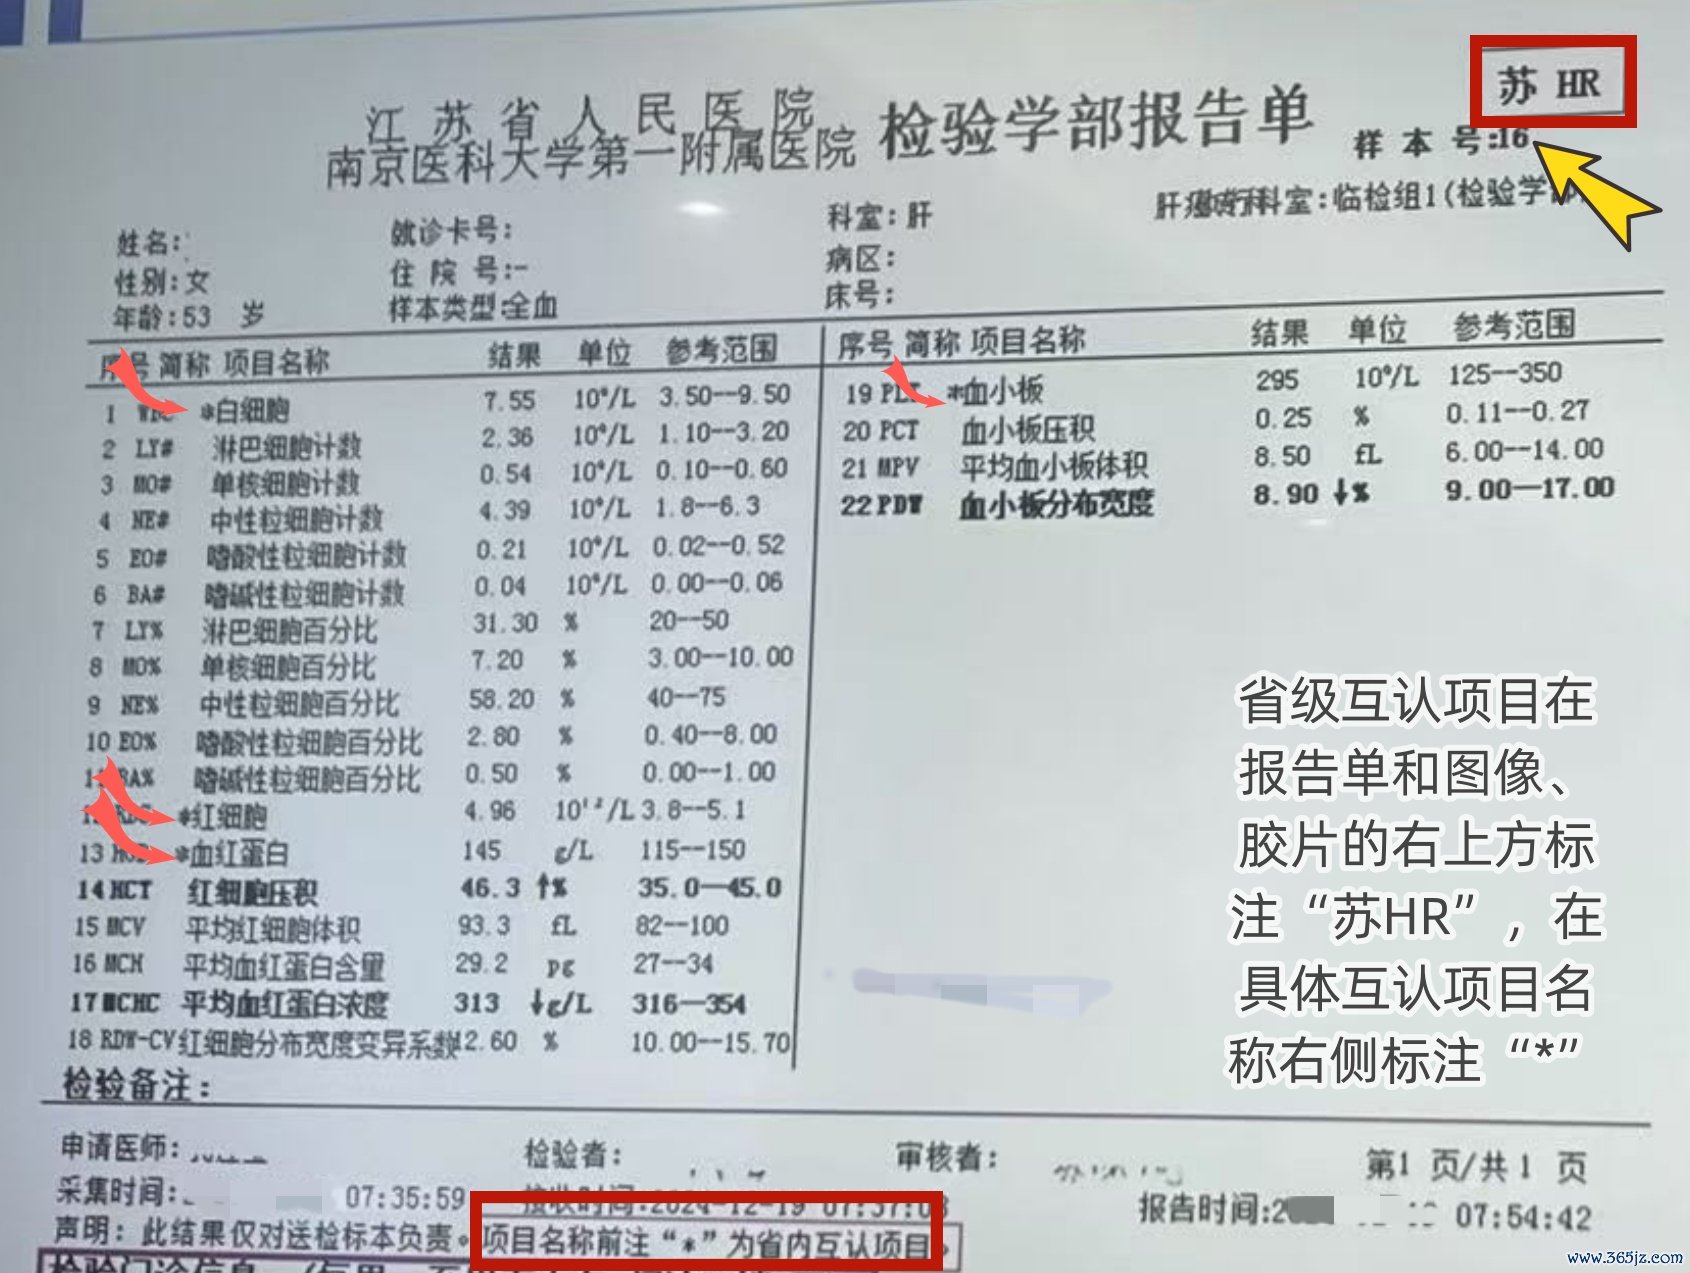 苏 HR
江苏省人民医院
南京医科大学第一附属医院 检验学部报告单
样本号:16
姓名: 就诊卡号: 科室:肝 科室:临检组1(检验学部
性别:女 住院号:- 病区:
年龄:53 岁 样本类型:全血 床号:
序号 简称 项目名称 结果 单位 参考范围
1 *白细胞 7.55 10⁹/L 3.50--9.50
2 LY# 淋巴细胞计数 2.36 10⁹/L 1.10--3.20
3 MO# 单核细胞计数 0.54 10⁹/L 0.10--0.60
4 NE# 中性粒细胞计数 4.39 10⁹/L 1.8--6.3
5 EO# 嗜酸性粒细胞计数 0.21 10⁹/L 0.02--0.52
6 BA# 嗜碱性粒细胞计数 0.04 10⁹/L 0.00--0.06
7 LY% 淋巴细胞百分比 31.30 % 20--50
8 MO% 单核细胞百分比 7.20 % 3.00--10.00
9 NE% 中性粒细胞百分比 58.20 % 40--75
10 EO% 嗜酸性粒细胞百分比 2.80 % 0.40--8.00
11 BA% 嗜碱性粒细胞百分比 0.50 % 0.00--1.00
*红细胞 4.96 10¹²/L 3.8--5.1
13 *血红蛋白 145 g/L 115--150
14 HCT 红细胞压积 46.3 ↑% 35.0--45.0
15 MCV 平均红细胞体积 93.3 fL 82--100
16 MCH 平均血红蛋白含量 29.2 pg 27--34
17 MCHC 平均血红蛋白浓度 313 ↓g/L 316--354
18 RDW-CV 红细胞分布宽度变异系数 12.60 % 10.00--15.70
序号 简称 项目名称 结果 单位 参考范围
19 PLT *血小板 295 10⁹/L 125--350
20 PCT 血小板压积 0.25 % 0.11--0.27
21 MPV 平均血小板体积 8.50 fL 6.00--14.00
22 PDW 血小板分布宽度 8.90 ↓% 9.00--17.00
省级互认项目在
报告单和图像、
胶片的右上方标
注“苏HR”，在
具体互认项目名
称右侧标注“*”
检验备注:
申请医师: 检验者: 审核者: 第1 页/共 1 页
采集时间: 07:35:59 接收时间:2024-12-19 07:37:08 报告时间:2 07:54:42
声明: 此结果仅对送检标本负责。项目名称前注“*”为省内互认项目。
www.365jz.com